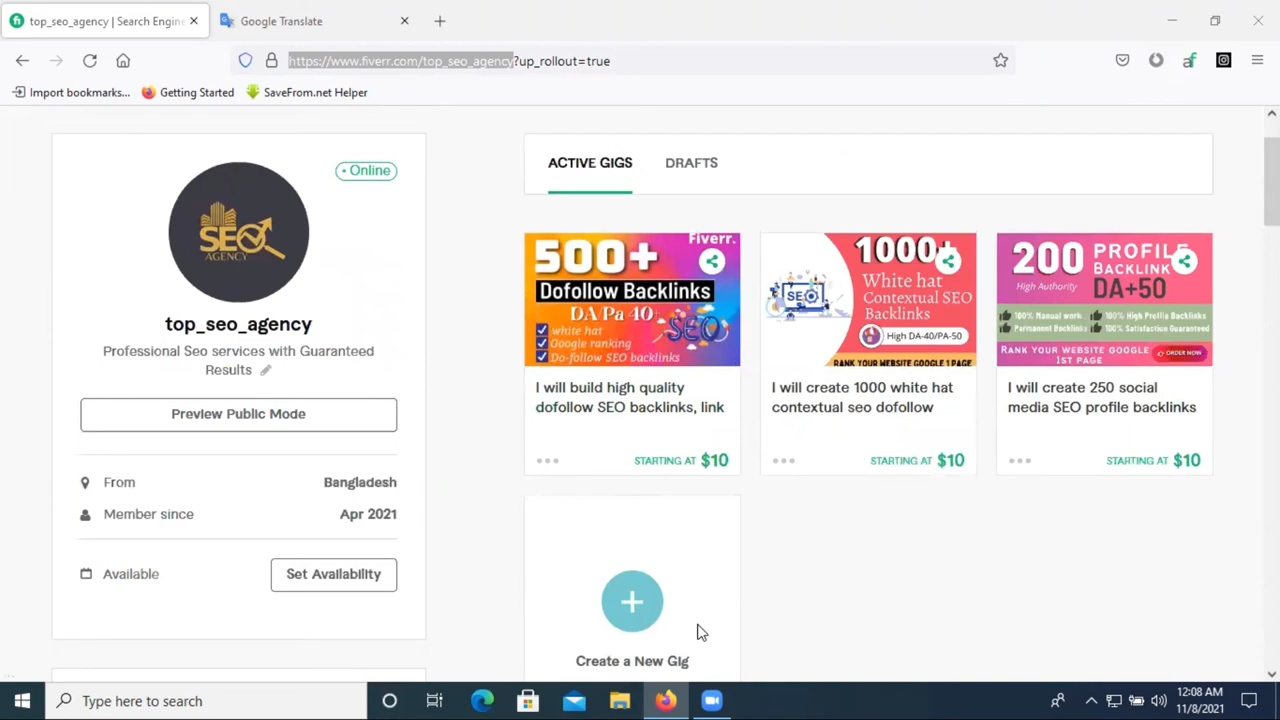 top_seo_agency | Search Engine
Google Translate
https://www.fiverr.com/top_seo_agency?up_rollout=true
Import bookmarks...
Getting Started
SaveFrom.net Helper
Online
SEO
AGENCY
top_seo_agency
Professional Seo services with Guaranteed
Results
Preview Public Mode
From
Bangladesh
Member since
Apr 2021
Available
Set Availability
ACTIVE GIGS
DRAFTS
Fiverr.
500+
Dofollow Backlinks
DA/Pa 40+
white hat
Google ranking
Do-follow SEO backlinks
SEO
I will build high quality
dofollow SEO backlinks, link
STARTING AT $10
1000+
White hat
Contextual SEO
Backlinks
SEO
High DA-40/PA-50
RANK YOUR WEBSITE GOOGLE 1 PAGE
I will create 1000 white hat
contextual seo dofollow
STARTING AT $10
200 PROFILE
High Authority
BACKLINK
DA+50
100% Manual work
100% High Profile Backlinks
Parmanent Backlinks
100% Satisfaction Guaranteed
RANK YOUR WEBSITE GOOGLE
1ST PAGE
ORDER NOW
I will create 250 social
media SEO profile backlinks
STARTING AT $10
Create a New Gig
Type here to search
12:08 AM
11/8/2021